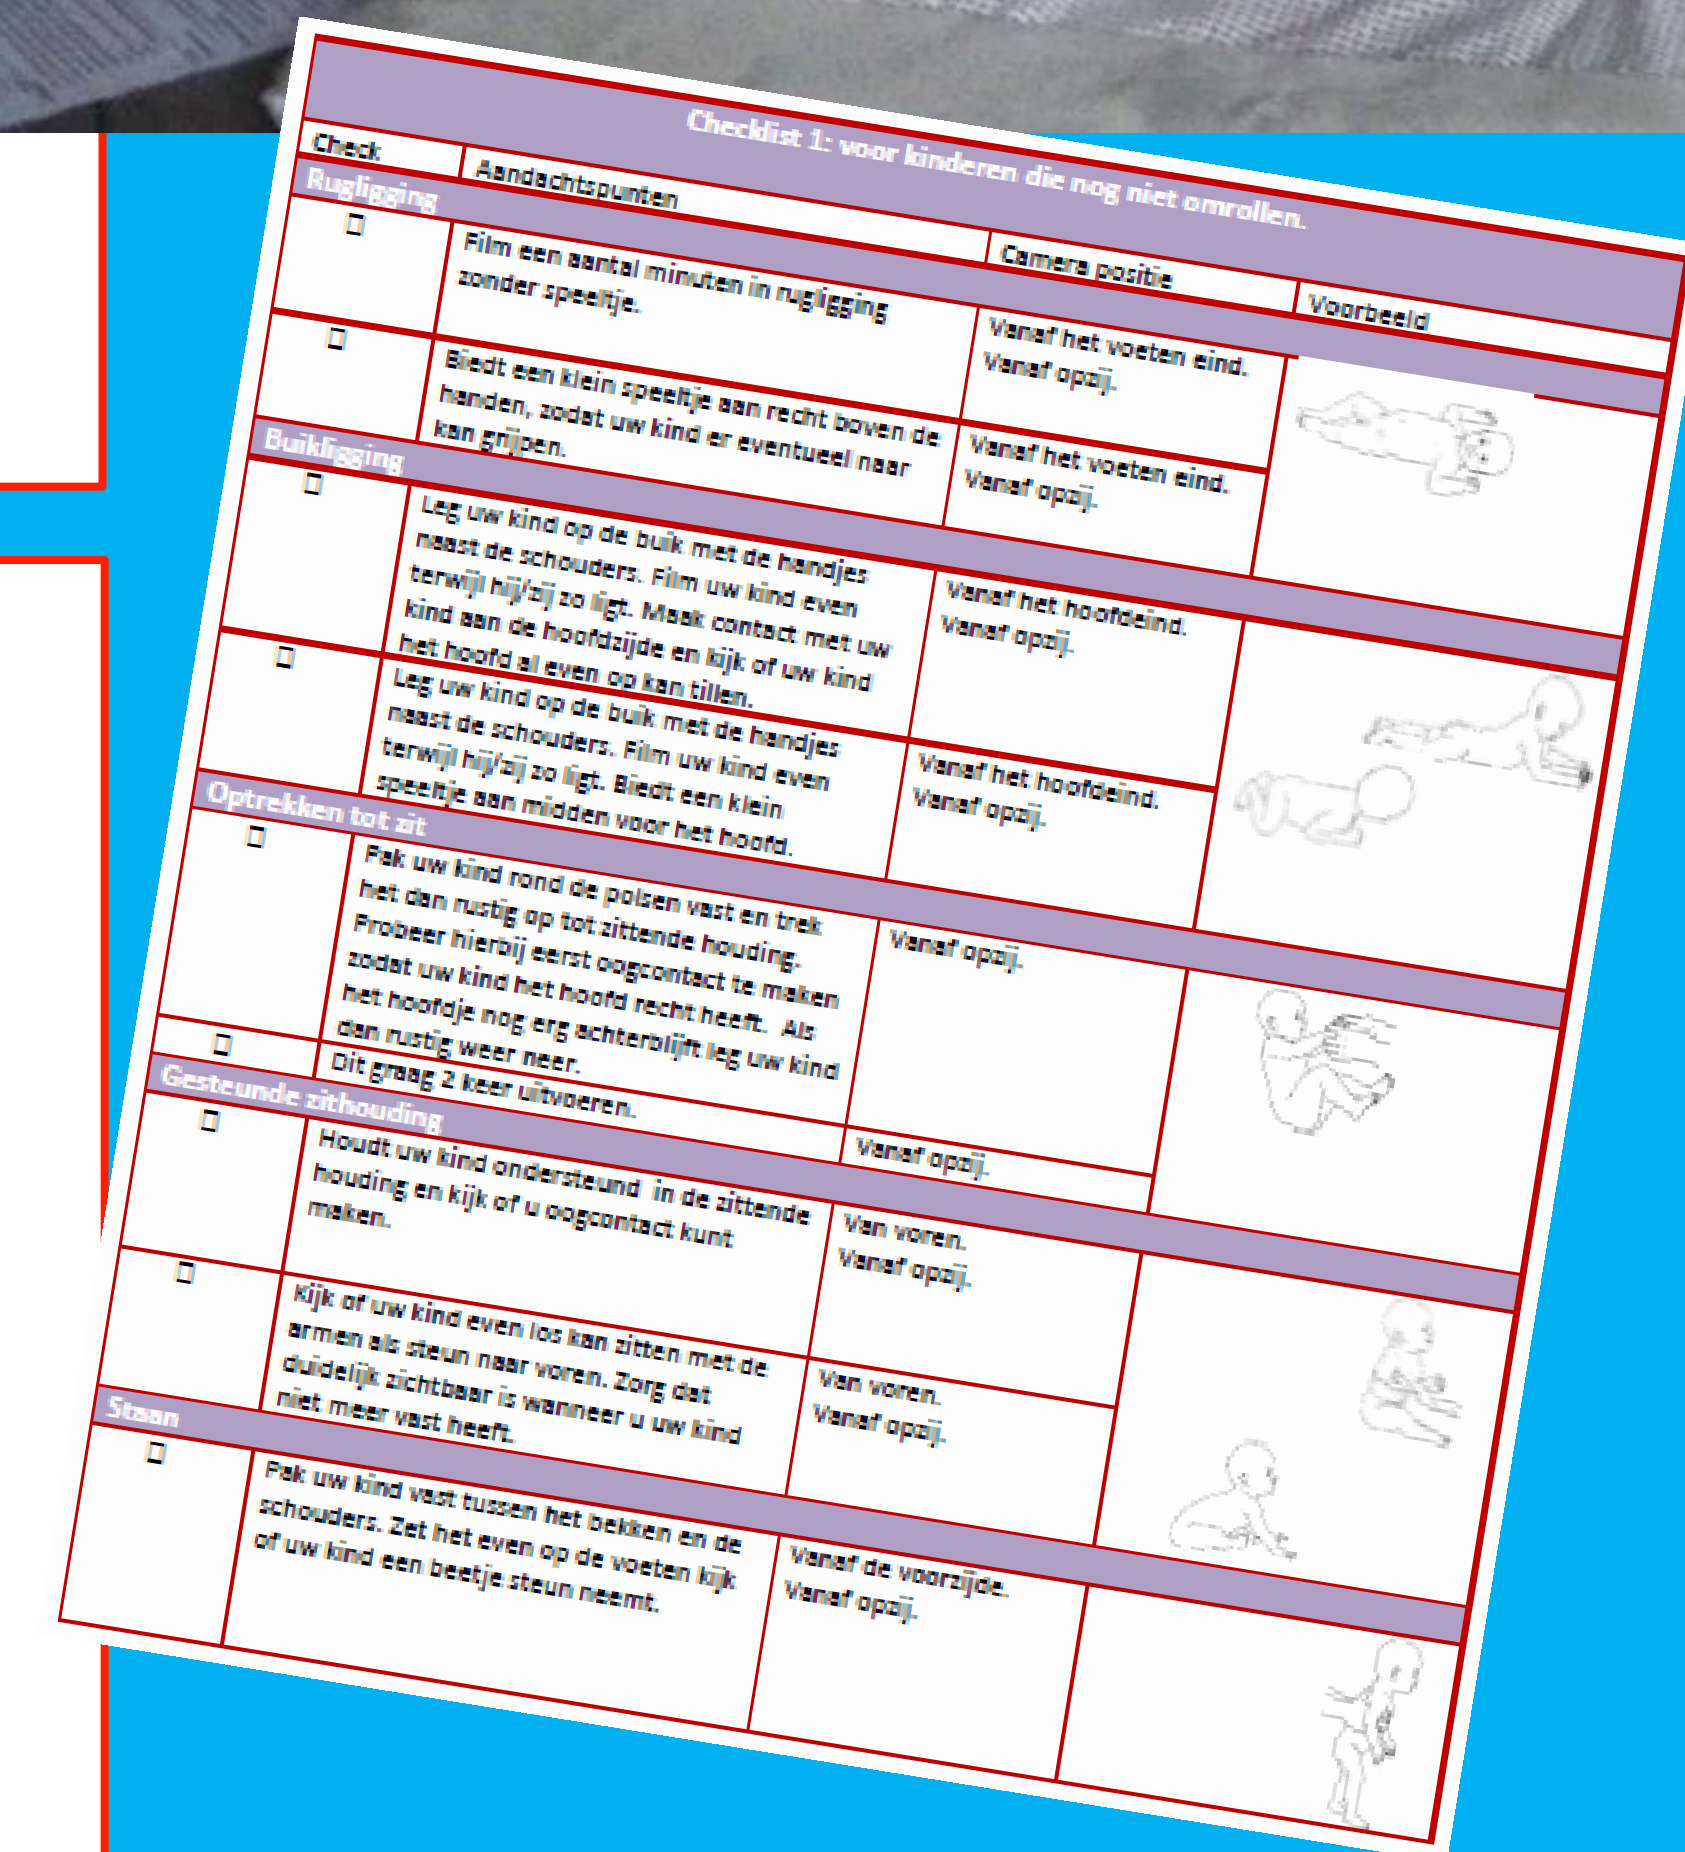 Checklist 1: voor kinderen die nog niet omrollen.
Check
Aandachtspunten
Camera positie
Voorbeeld
Rugligging
Film een aantal minuten in rugligging
zonder speeltje.
Vanaf het voeten eind.
Vanaf opzij.
Biedt een klein speeltje aan recht boven de
handen, zodat uw kind er eventueel naar
kan grijpen.
Vanaf het voeten eind.
Vanaf opzij.
Buikligging
Leg uw kind op de buik met de handjes
naast de schouders. Film uw kind even
terwijl hij/zij zo ligt. Maak contact met uw
kind aan de hoofdzijde en kijk of uw kind
het hoofd al even op kan tillen.
Vanaf het hoofdeind.
Vanaf opzij.
Leg uw kind op de buik met de handjes
naast de schouders. Film uw kind even
terwijl hij/zij zo ligt. Biedt een klein
speeltje aan midden voor het hoofd.
Vanaf het hoofdeind.
Vanaf opzij.
Optrekken tot zit
Pak uw kind rond de polsen vast en trek
het dan rustig op tot zittende houding.
Probeer hierbij eerst oogcontact te maken
zodat uw kind het hoofd recht heeft. Als
het hoofdje nog erg achterblijft leg uw kind
dan rustig weer neer.
Vanaf opzij.
Dit graag 2 keer uitvoeren.
Vanaf opzij.
Gesteunde zithouding
Houdt uw kind ondersteund in de zittende
houding en kijk of u oogcontact kunt
maken.
Van voren.
Vanaf opzij.
Kijk of uw kind even los kan zitten met de
armen als steun naar voren. Zorg dat
duidelijk zichtbaar is wanneer u uw kind
niet meer vast heeft.
Van voren.
Vanaf opzij.
Staan
Pak uw kind vast tussen het bekken en de
schouders. Zet het even op de voeten kijk
of uw kind een beetje steun neemt.
Vanaf de voorzijde.
Vanaf opzij.